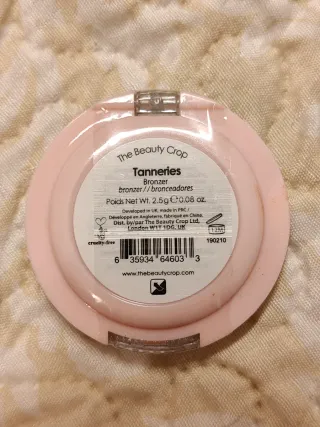 The Beauty Crop
Tanneries
Bronzer
bronzer // bronceadores
Poids Net Wt. 2.5g ℮ 0.08 oz.
Developed in UK, made in PRC /
Développé en Angleterre, fabriqué en Chine.
Dist. by/par The Beauty Crop Ltd.
London W1T 1DG, UK
cruelty-free
190210
6 35934 64603 3
www.thebeautycrop.com